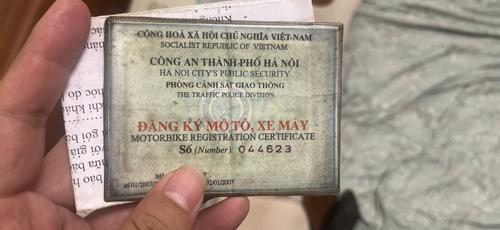 CỘNG HOÀ XÃ HỘI CHỦ NGHĨA VIỆT NAM
SOCIALIST REPUBLIC OF VIETNAM
CÔNG AN THÀNH PHỐ HÀ NỘI
HA NOI CITY'S PUBLIC SECURITY
PHÒNG CẢNH SÁT GIAO THÔNG
THE TRAFFIC POLICE DIVISION.
ĐĂNG KÝ MÔ TÔ, XE MÁY
MOTORBIKE REGISTRATION CERTIFICATE
Số (Number): 044623